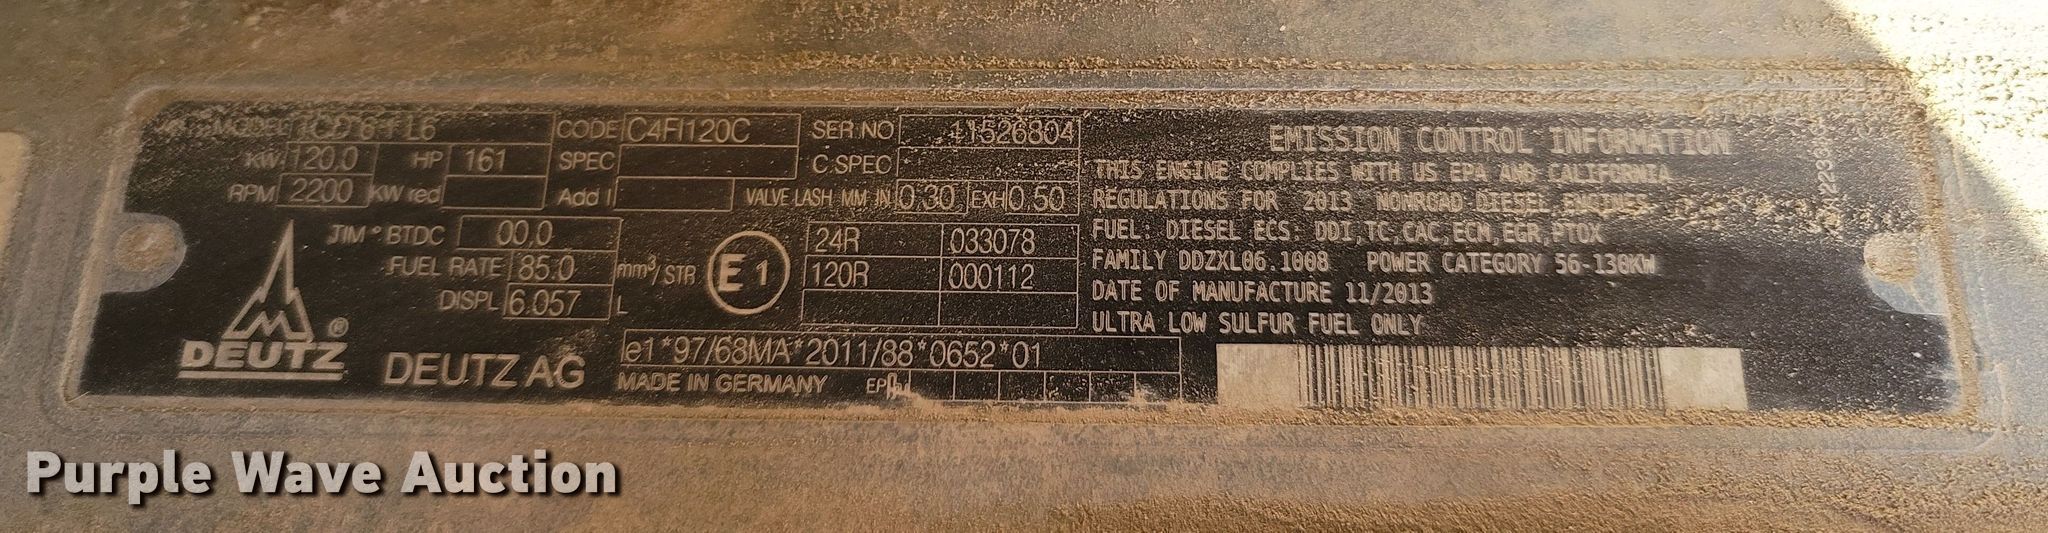 MODEL TCD 6.1 L6 CODE C4FI120C SER NO 11526804
KW 120,0 HP 161 SPEC C.SPEC
RPM 2200 KW red Add I VALVE LASH MM IN 0,30 EXH 0,50
TIM ° BTDC 00,0
FUEL RATE 85.0 mm³/STR
DISPL 6.057 L
E1
24R 033078
120R 000112
e1*97/68MA*2011/88*0652*01
DEUTZ ®
DEUTZ AG
MADE IN GERMANY
EMISSION CONTROL INFORMATION
THIS ENGINE COMPLIES WITH US EPA AND CALIFORNIA
REGULATIONS FOR 2013 NONROAD DIESEL ENGINES
FUEL: DIESEL ECS: DDI,TC,CAC,ECM,EGR,PTOX
FAMILY DDZXL06.1008 POWER CATEGORY 56-130KW
DATE OF MANUFACTURE 11/2013
ULTRA LOW SULFUR FUEL ONLY
Purple Wave Auction